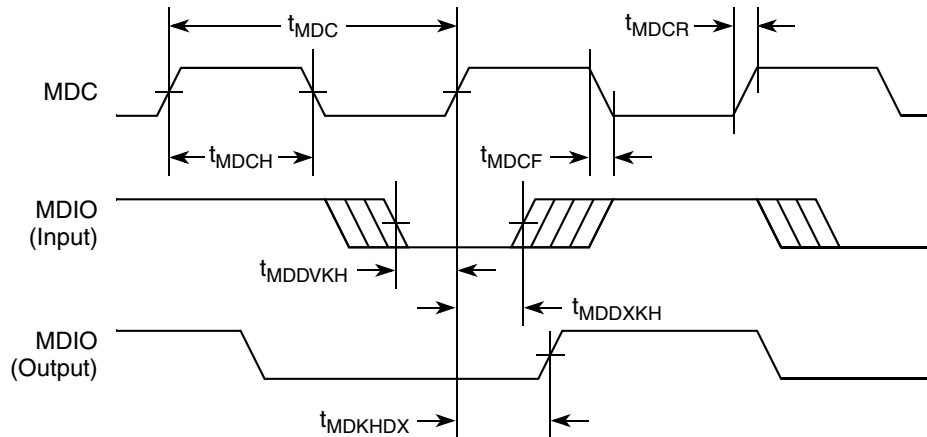 tMDC
tMDCR
MDC
tMDCH
tMDCF
MDIO
(Input)
tMDDVKH
tMDDXKH
MDIO
(Output)
tMDKHDX